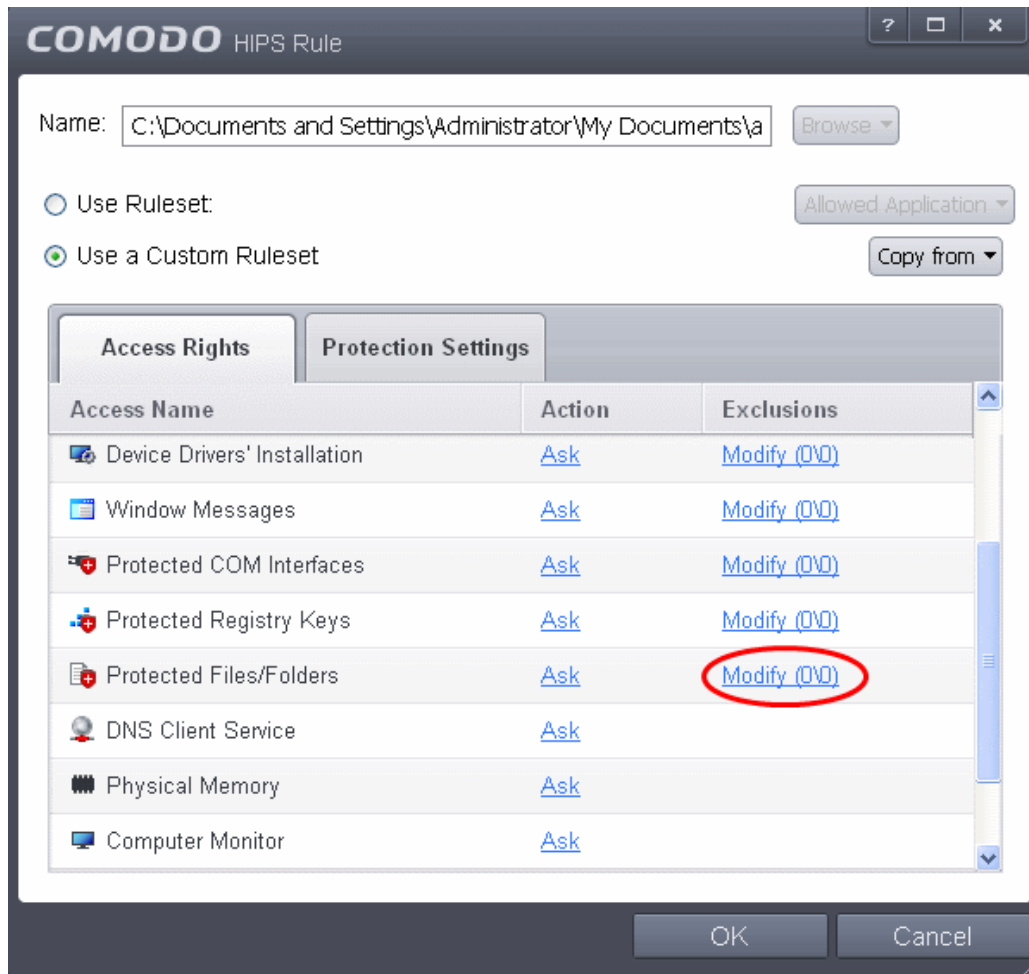 COMODO HIPS Rule ? x
Name: C:\Documents and Settings\Administrator\My Documents\a Browse
Use Ruleset: Allowed Application
Use a Custom Ruleset Copy from
Access Rights Protection Settings
Access Name Action Exclusions
Device Drivers' Installation Ask Modify (0\0)
Window Messages Ask Modify (0\0)
Protected COM Interfaces Ask Modify (0\0)
Protected Registry Keys Ask Modify (0\0)
Protected Files/Folders Ask Modify (0\0)
DNS Client Service Ask
Physical Memory Ask
Computer Monitor Ask
OK Cancel